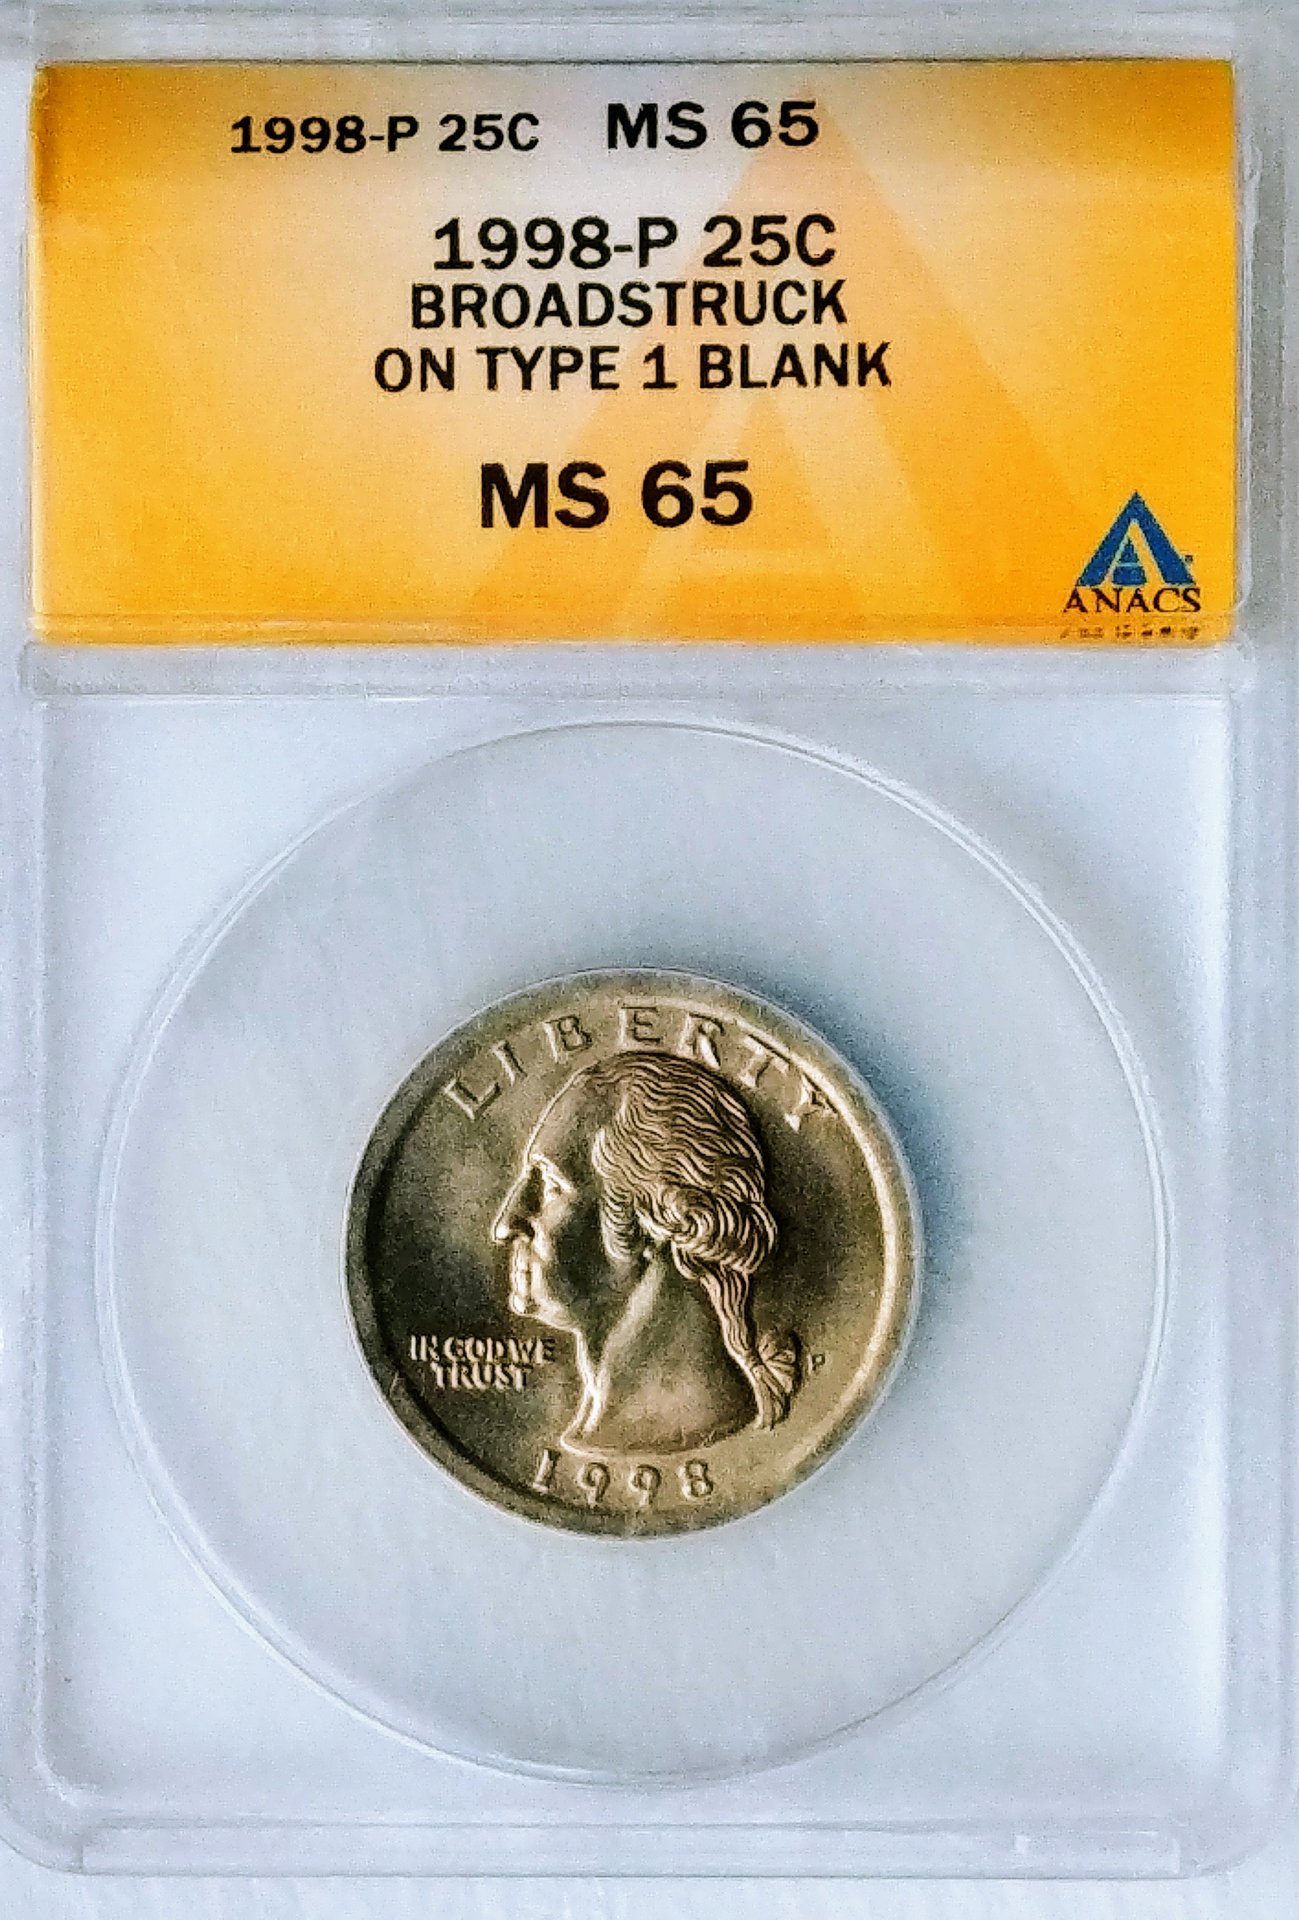 1998-P 25C MS 65
1998-P 25C
BROADSTRUCK
ON TYPE 1 BLANK
MS 65
A
ANACS
LIBERTY
IN GOD WE
TRUST
P
1998